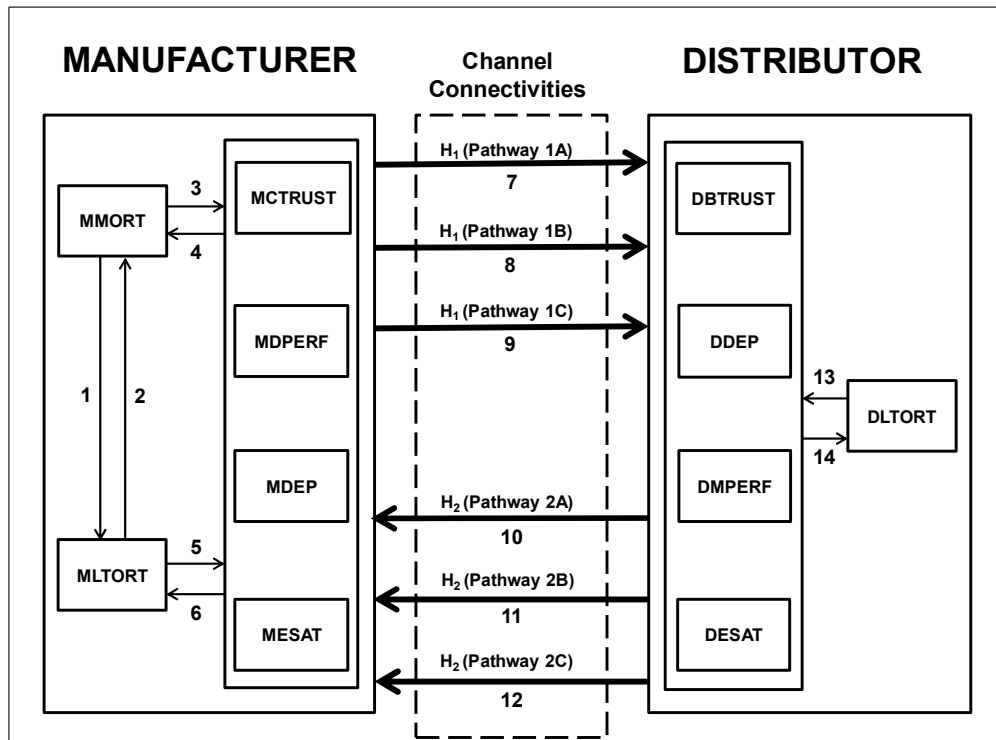 MANUFACTURER
Channel
Connectivities
DISTRIBUTOR
H₁ (Pathway 1A)
7
MCTRUST
DBTRUST
3
MMORT
4
H₁ (Pathway 1B)
8
H₁ (Pathway 1C)
9
MDPERF
DDEP
1
2
13
DLTORT
14
MDEP
DMPERF
H₂ (Pathway 2A)
10
5
MLTORT
6
H₂ (Pathway 2B)
11
MESAT
DESAT
H₂ (Pathway 2C)
12